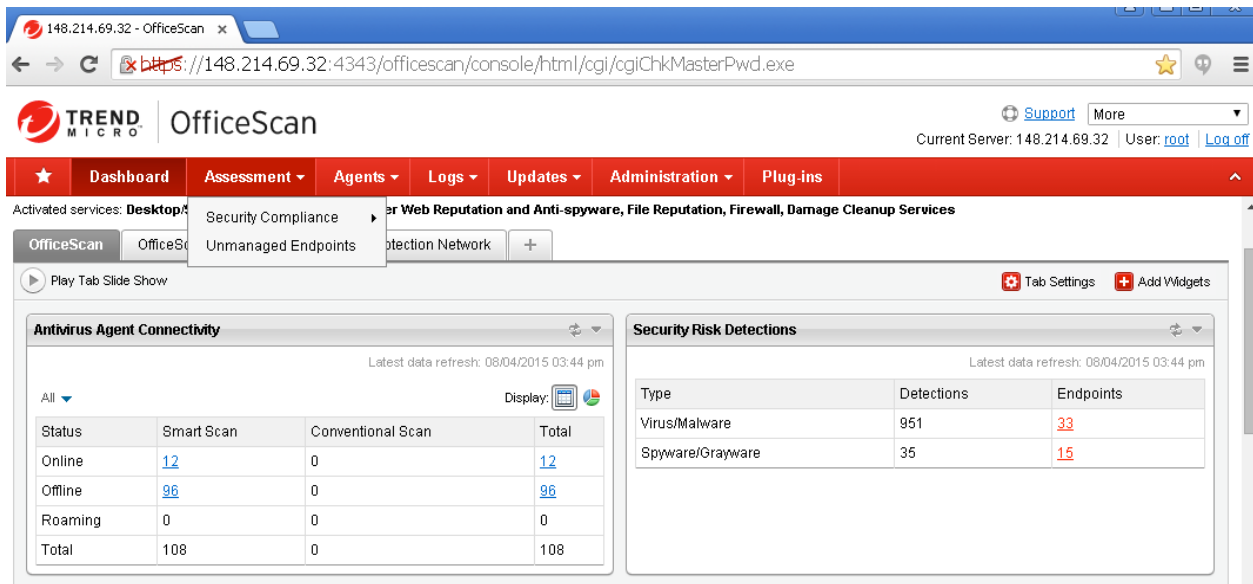 148.214.69.32 - OfficeScan
https://148.214.69.32:4343/officescan/console/html/cgi/cgiChkMasterPwd.exe
TREND MICRO OfficeScan
Support More
Current Server: 148.214.69.32 User: root Log off
Dashboard Assessment Agents Logs Updates Administration Plug-ins
Activated services: Desktop/ er Web Reputation and Anti-spyware, File Reputation, Firewall, Damage Cleanup Services
Security Compliance
Unmanaged Endpoints
OfficeScan OfficeSc otection Network +
Play Tab Slide Show Tab Settings Add Widgets
Antivirus Agent Connectivity
Latest data refresh: 08/04/2015 03:44 pm
All Display:
Status Smart Scan Conventional Scan Total
Online 12 0 12
Offline 96 0 96
Roaming 0 0 0
Total 108 0 108
Security Risk Detections
Latest data refresh: 08/04/2015 03:44 pm
Type Detections Endpoints
Virus/Malware 951 33
Spyware/Grayware 35 15